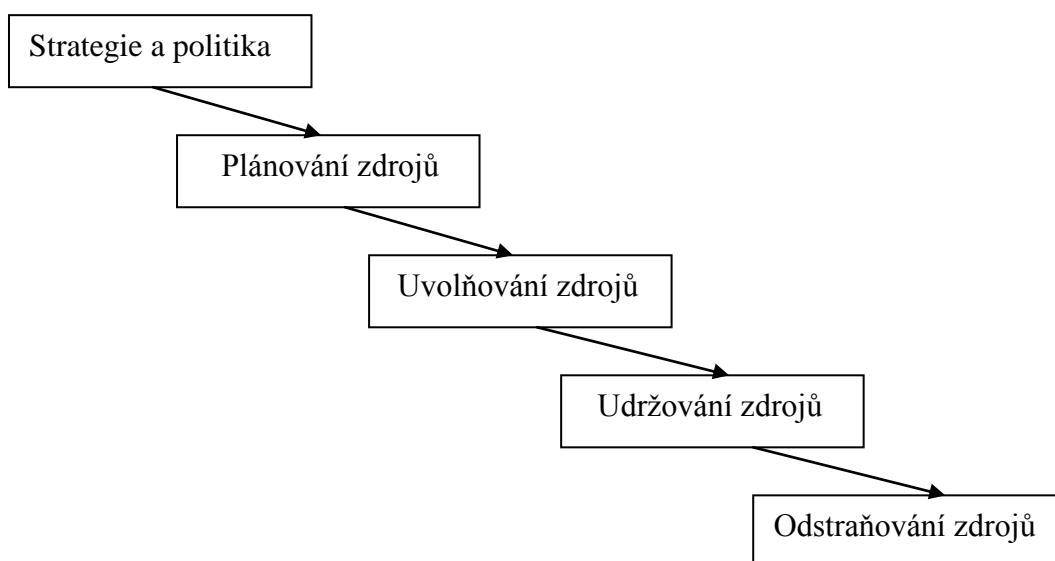 Strategie a politika
Plánování zdrojů
Uvolňování zdrojů
Udržování zdrojů
Odstraňování zdrojů